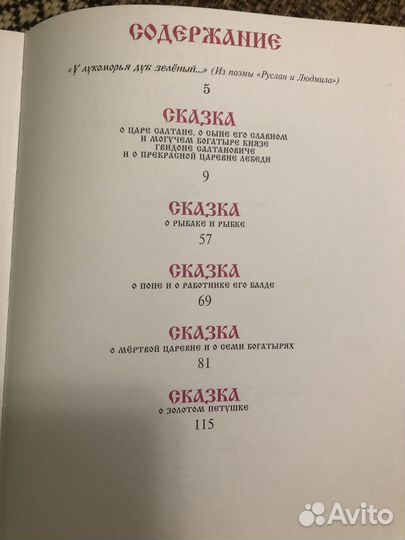 СОДЕРЖАНИЕ
«У лукоморья дуб зелёный...» (Из поэмы «Руслан и Людмила»)
5
СКАЗКА
О ЦАРЕ САЛТАНЕ, О СЫНЕ ЕГО СЛАВНОМ
И МОГУЧЕМ БОГАТЫРЕ КНЯЗЕ
ГВИДОНЕ САЛТАНОВИЧЕ
И О ПРЕКРАСНОЙ ЦАРЕВНЕ ЛЕБЕДИ
9
СКАЗКА
О РЫБАКЕ И РЫБКЕ
57
СКАЗКА
О ПОПЕ И О РАБОТНИКЕ ЕГО БАЛДЕ
69
СКАЗКА
О МЁРТВОЙ ЦАРЕВНЕ И О СЕМИ БОГАТЫРЯХ
81
СКАЗКА
О ЗОЛОТОМ ПЕТУШКЕ
115
Avito